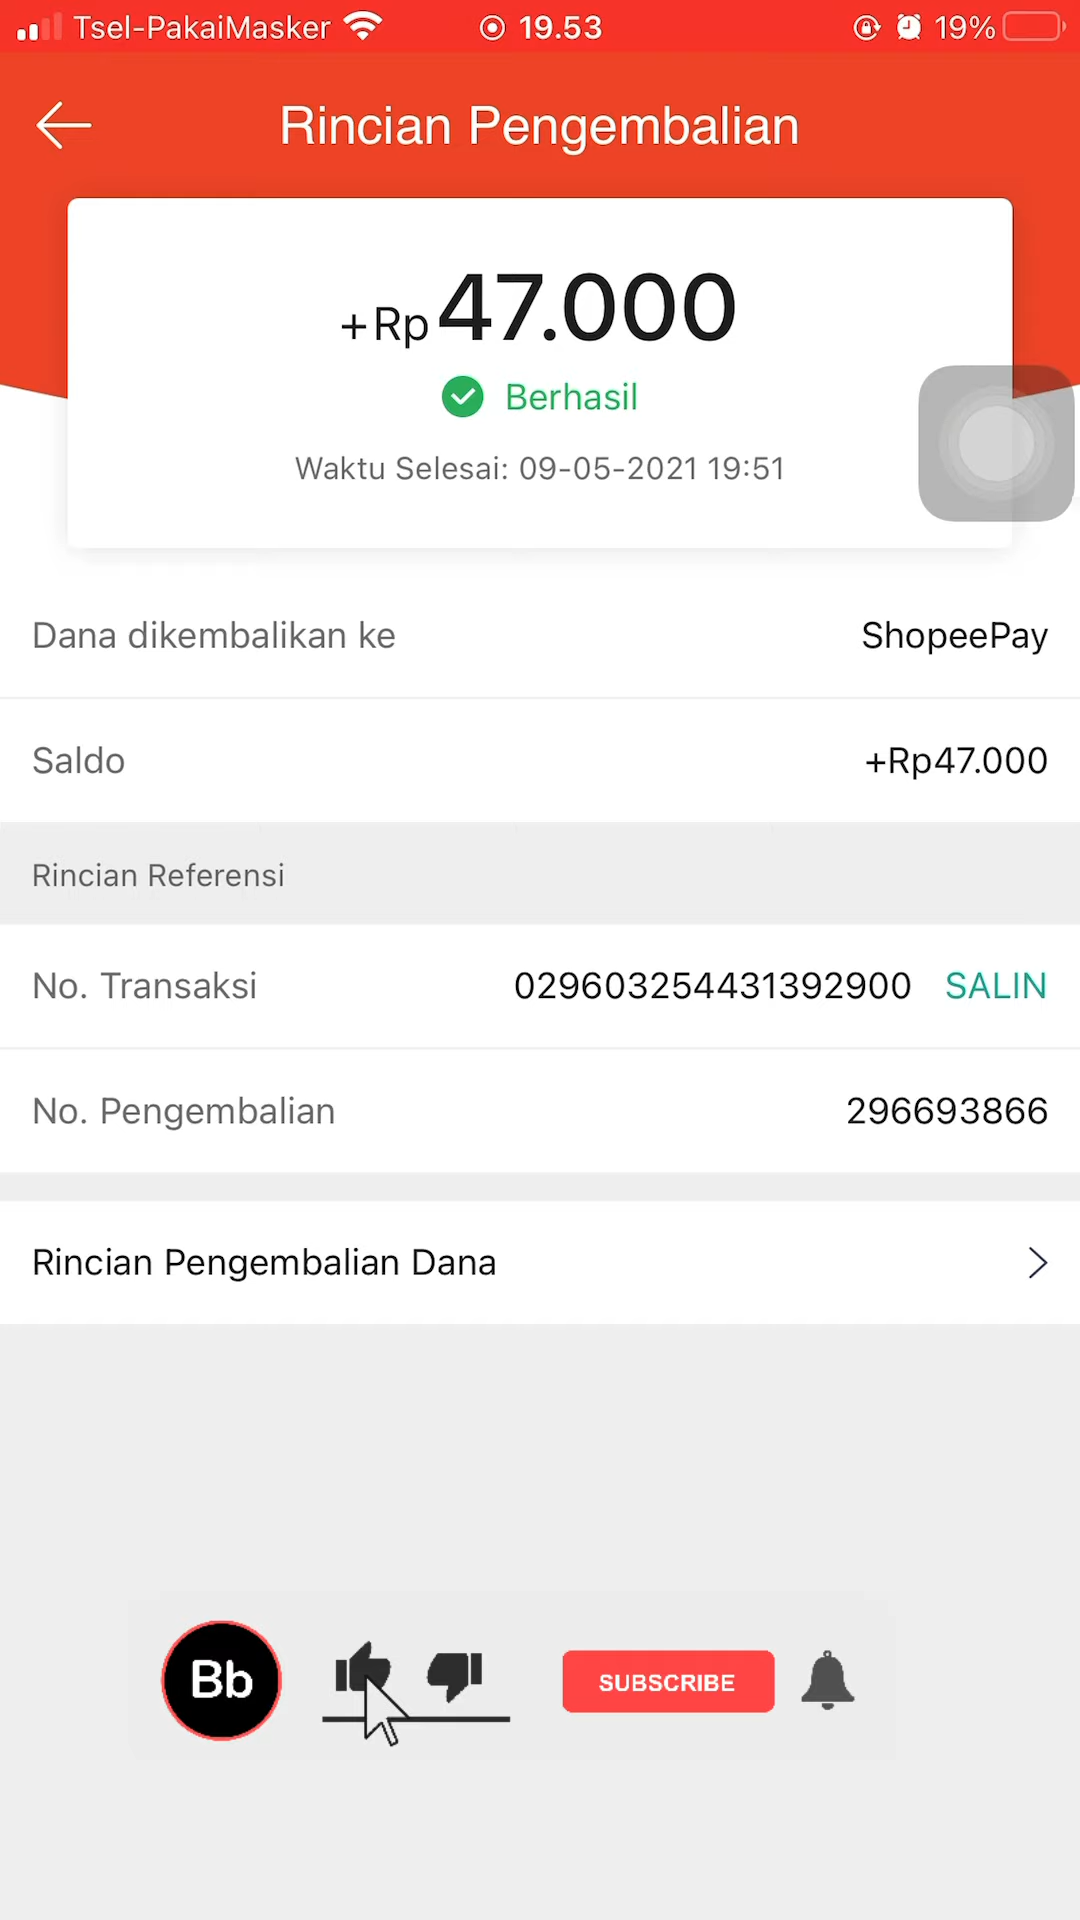 Tsel-PakaiMasker 19.53 19%
Rincian Pengembalian
+Rp47.000
Berhasil
Waktu Selesai: 09-05-2021 19:51
Dana dikembalikan ke ShopeePay
Saldo +Rp47.000
Rincian Referensi
No. Transaksi 029603254431392900 SALIN
No. Pengembalian 296693866
Rincian Pengembalian Dana
Bb SUBSCRIBE